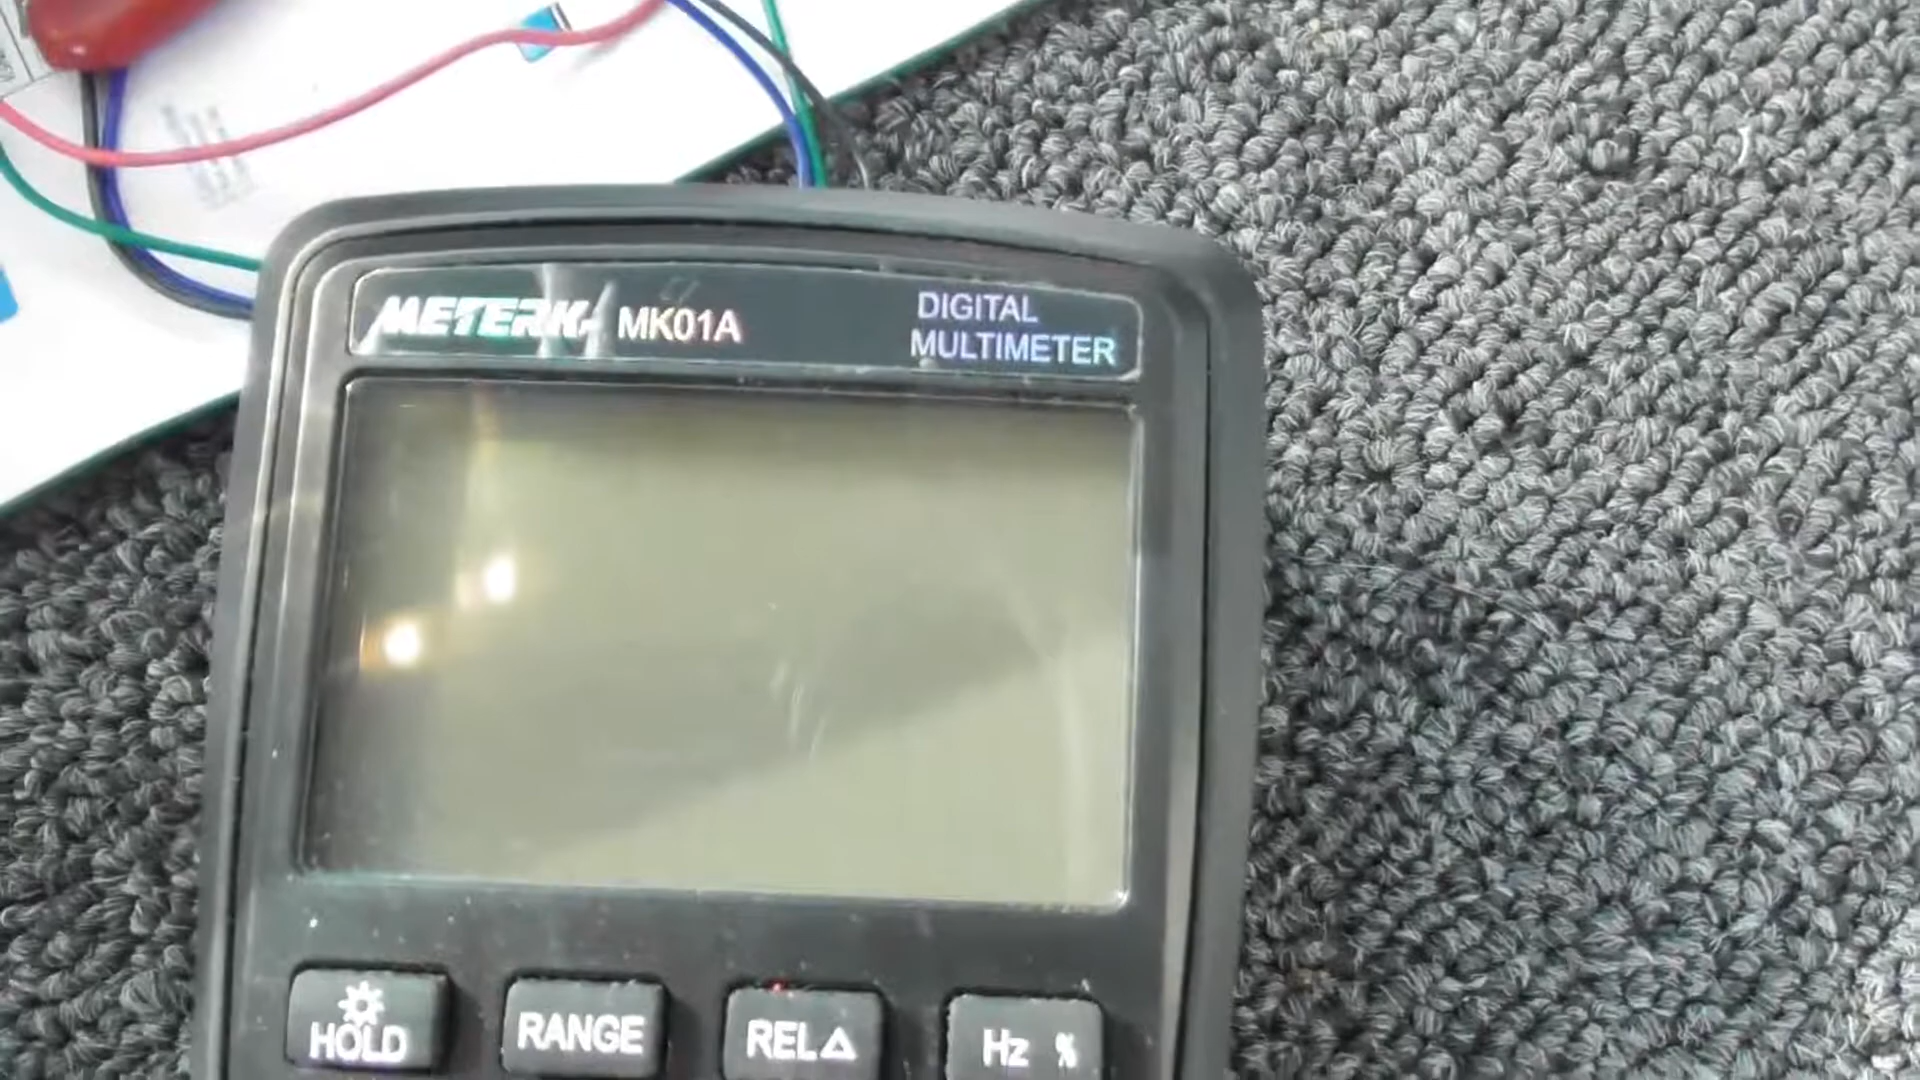 METERK MK01A
DIGITAL
MULTIMETER
HOLD
RANGE
REL△
Hz %